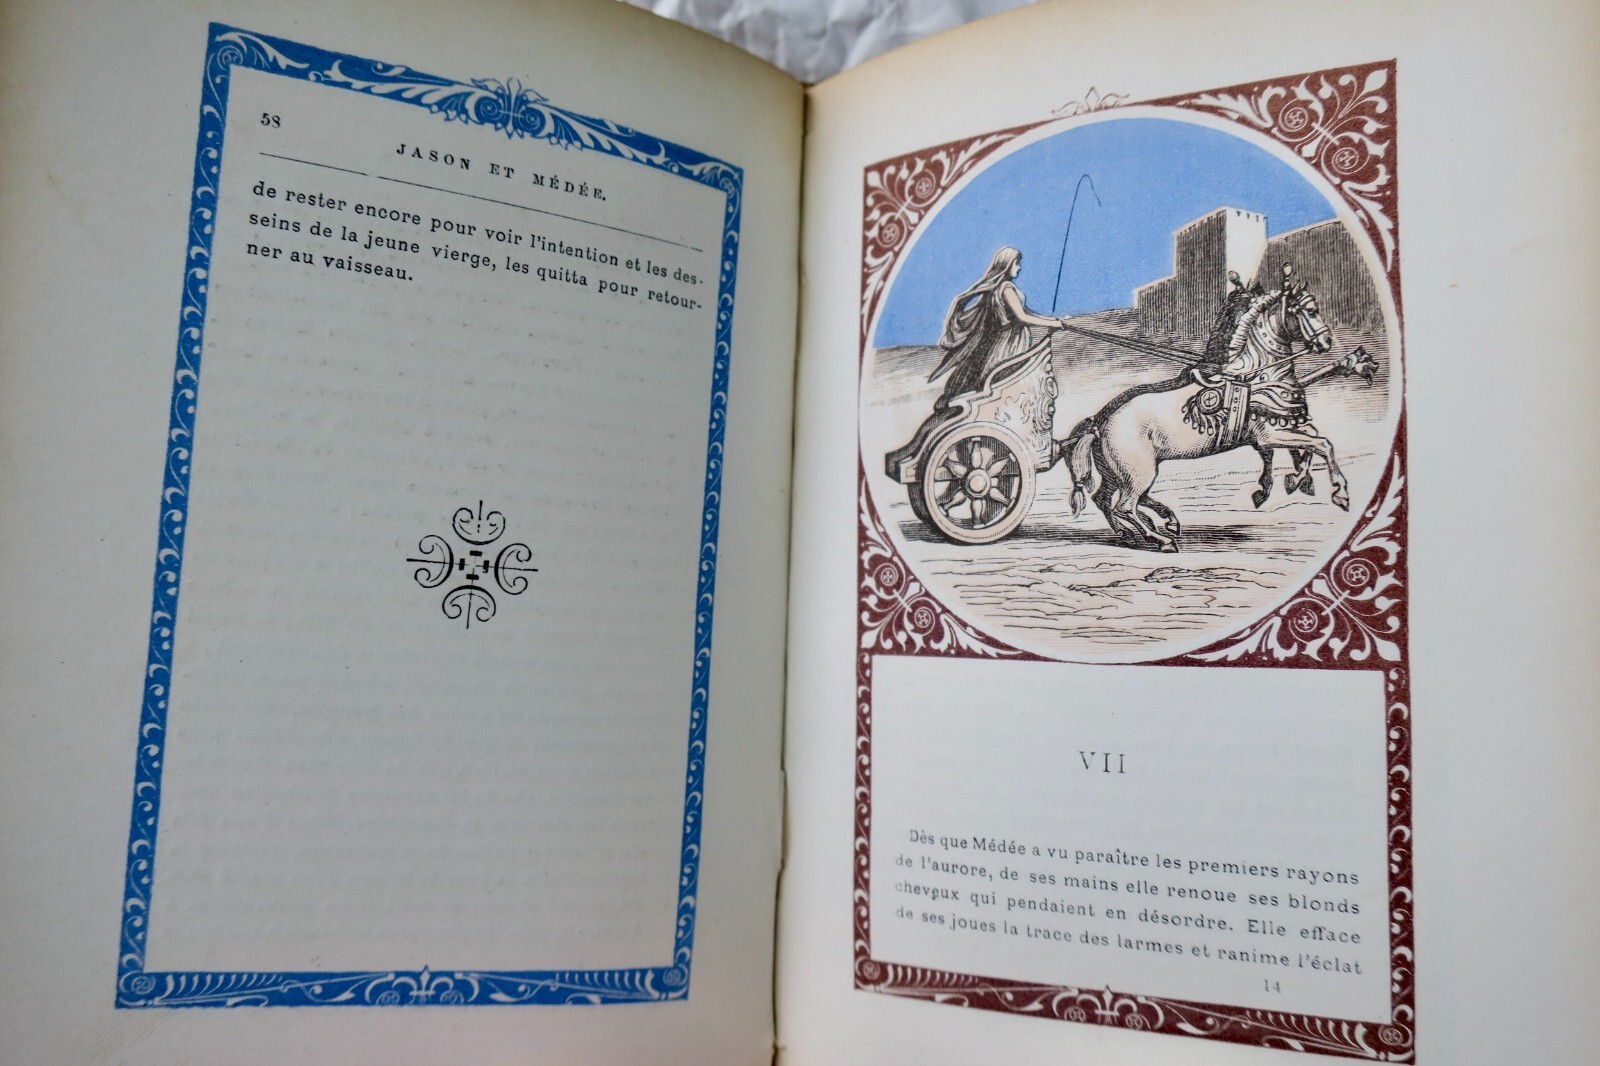 58
JASON ET MÉDÉE.
de rester encore pour voir l'intention et les des-
seins de la jeune vierge, les quitta pour retour-
ner au vaisseau.
VII
Dès que Médée a vu paraître les premiers rayons
de l'aurore, de ses mains elle renoue ses blonds
cheveux qui pendaient en désordre. Elle efface
de ses joues la trace des larmes et ranime l'éclat
14